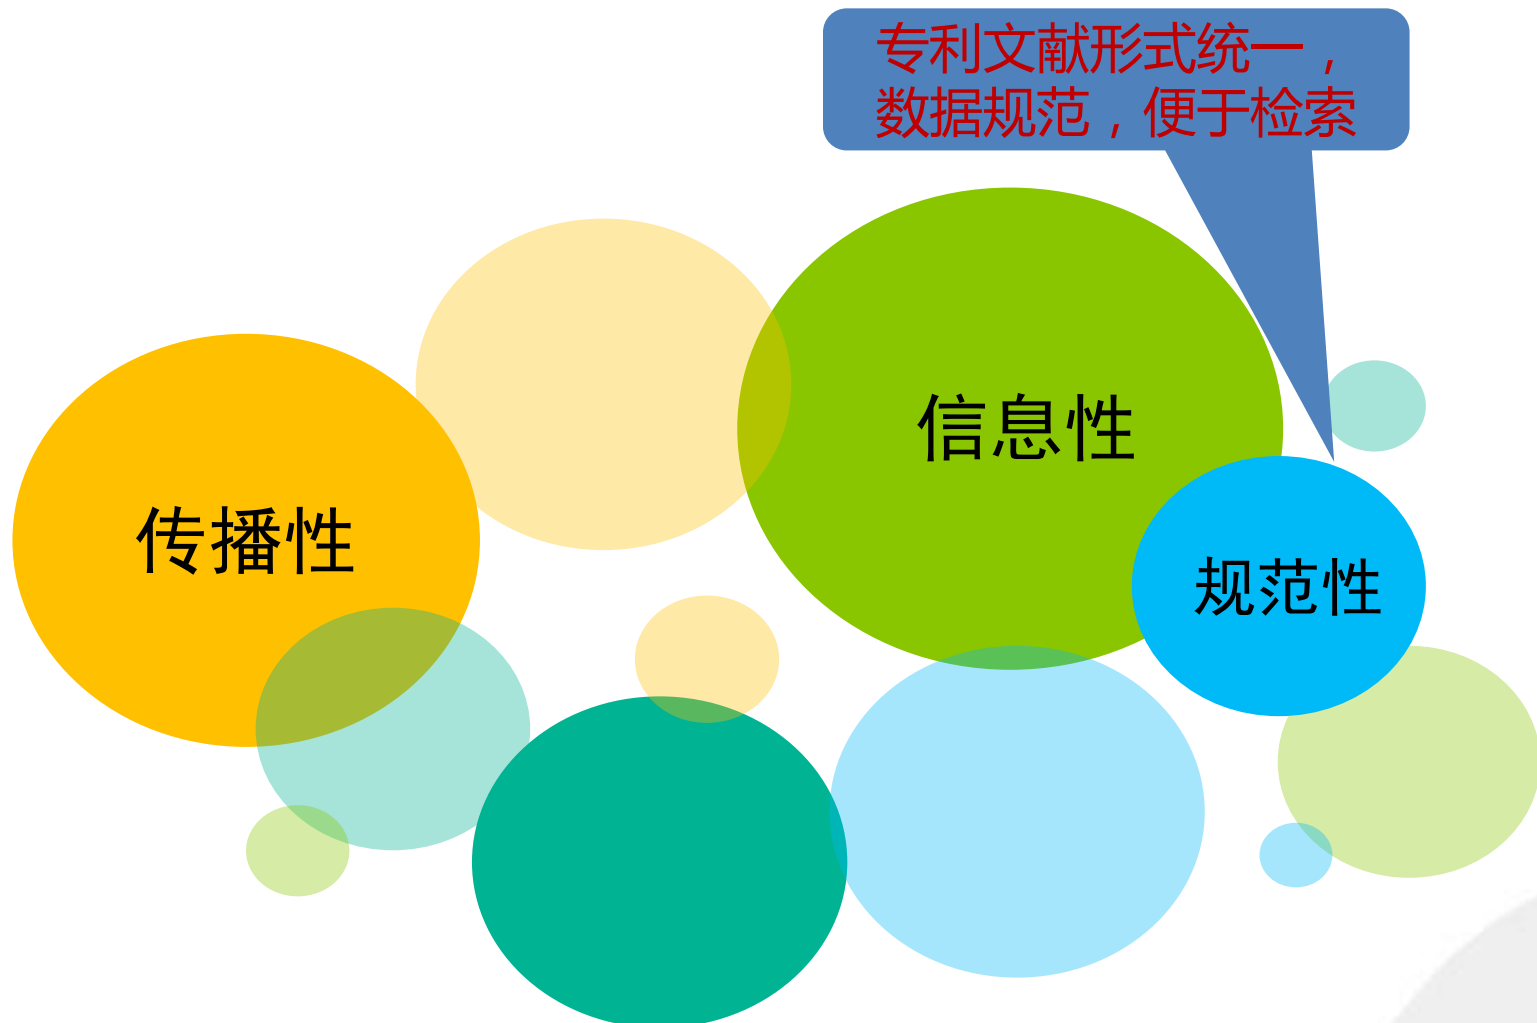 专利文献形式统一，
数据规范，便于检索
信息性
传播性
规范性